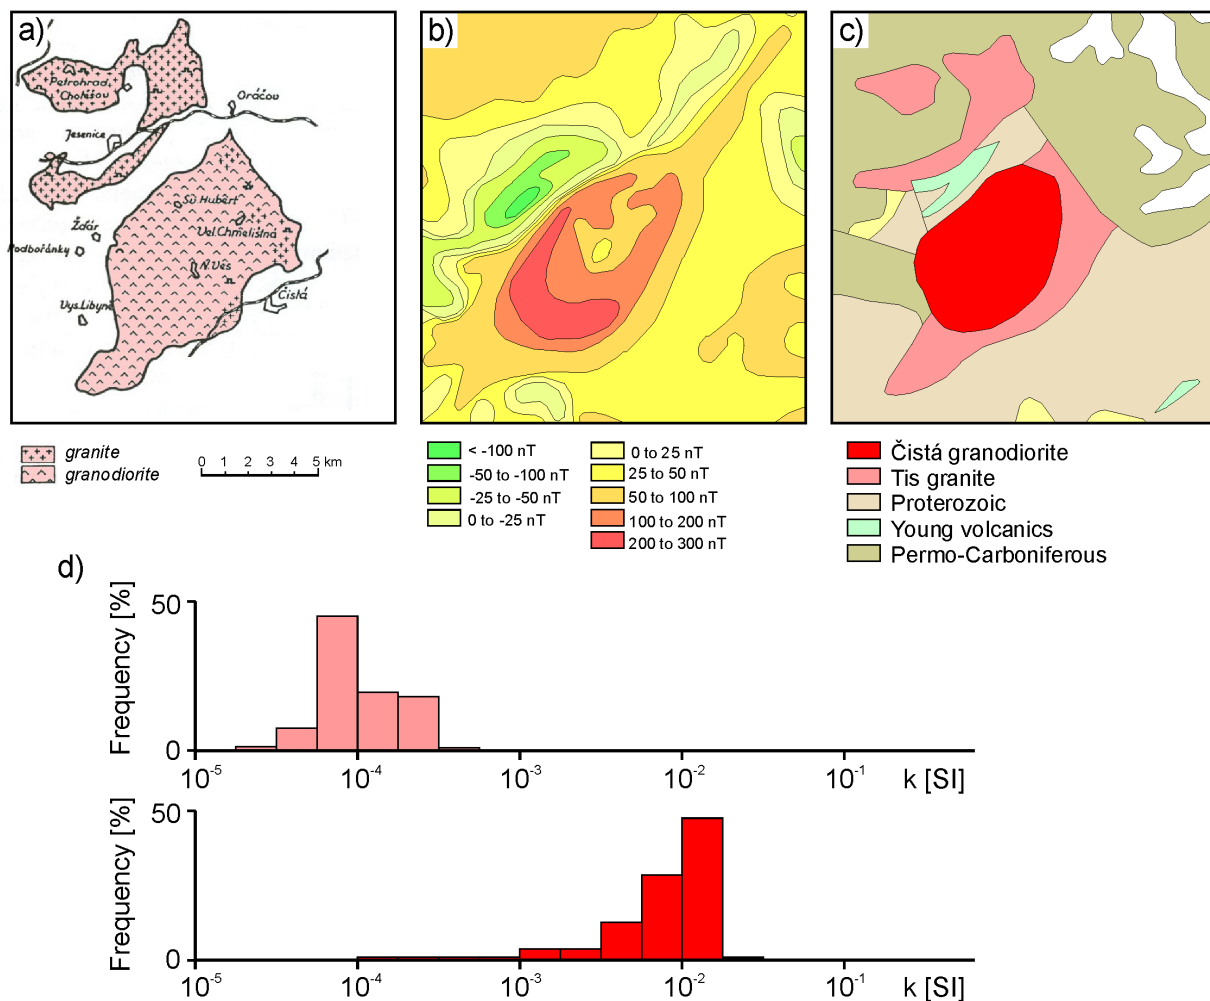 a)
Petrohrad
Cholěšou
Oráčou
Jesenice
Sv Hubert
Žďár
Vel. Chmelištná
Podbořánky
N. Ves
Čistá
Vys. Libyně
granite
granodiorite
0 1 2 3 4 5 km
b)
< -100 nT
-50 to -100 nT
-25 to -50 nT
0 to -25 nT
0 to 25 nT
25 to 50 nT
50 to 100 nT
100 to 200 nT
200 to 300 nT
c)
Čistá granodiorite
Tis granite
Proterozoic
Young volcanics
Permo-Carboniferous
d)
Frequency [%]
50
0
10-5 10-4 10-3 10-2 10-1 k [SI]
Frequency [%]
50
0
10-5 10-4 10-3 10-2 10-1 k [SI]